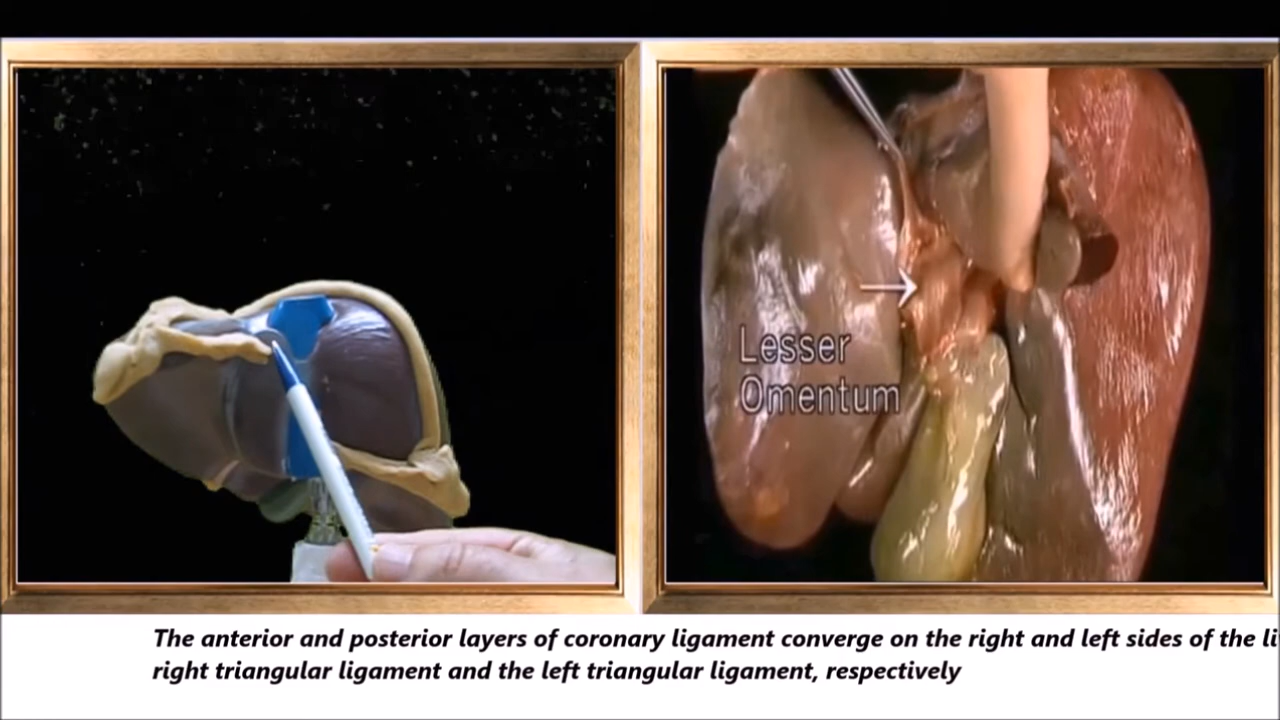 Lesser
Omentum
The anterior and posterior layers of coronary ligament converge on the right and left sides of the
right triangular ligament and the left triangular ligament, respectively